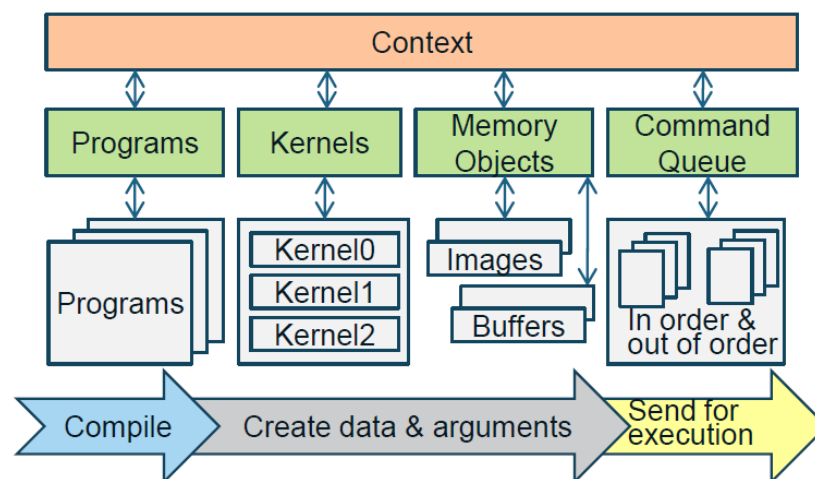 Context
Programs
Kernels
Memory
Objects
Command
Queue
Programs
Kernel0
Kernel1
Kernel2
Images
Buffers
In order &
out of order
Compile
Create data & arguments
Send for
execution